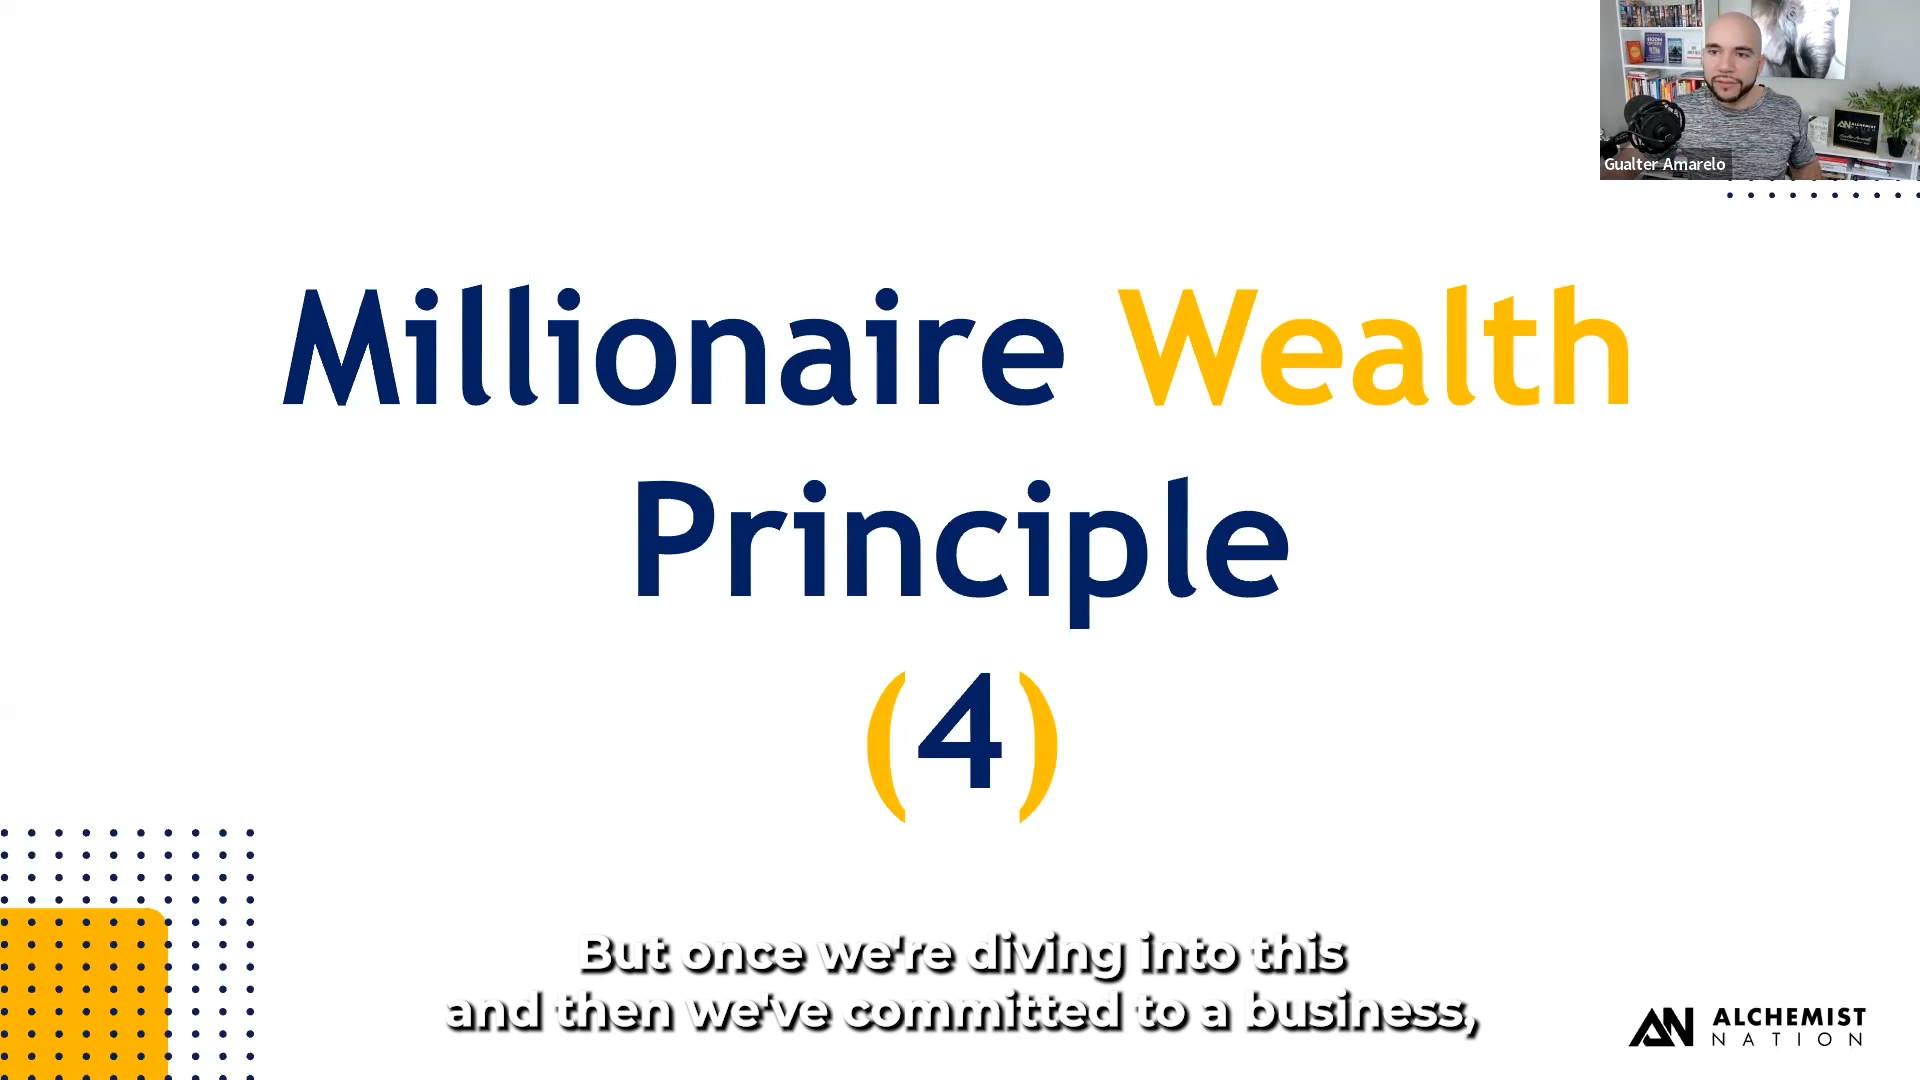 Gualter Amarelo
Millionaire Wealth
Principle
(4)
But once we're diving into this
and then we've committed to a business,
AN ALCHEMIST
NATION